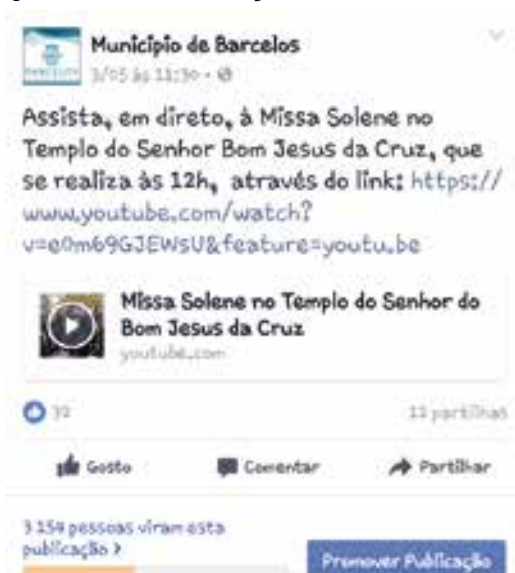 Município de Barcelos
3/05 às 11:30
Assista, em direto, à Missa Solene no
Templo do Senhor Bom Jesus da Cruz, que
se realiza às 12h, através do link: https://
www.youtube.com/watch?
v=e0m69GJEWsU&feature=youtu.be
Missa Solene no Templo do Senhor do
Bom Jesus da Cruz
youtube.com
11 partilhas
Gosto Comentar Partilhar
3 154 pessoas viram esta
publicação >
Promover Publicação